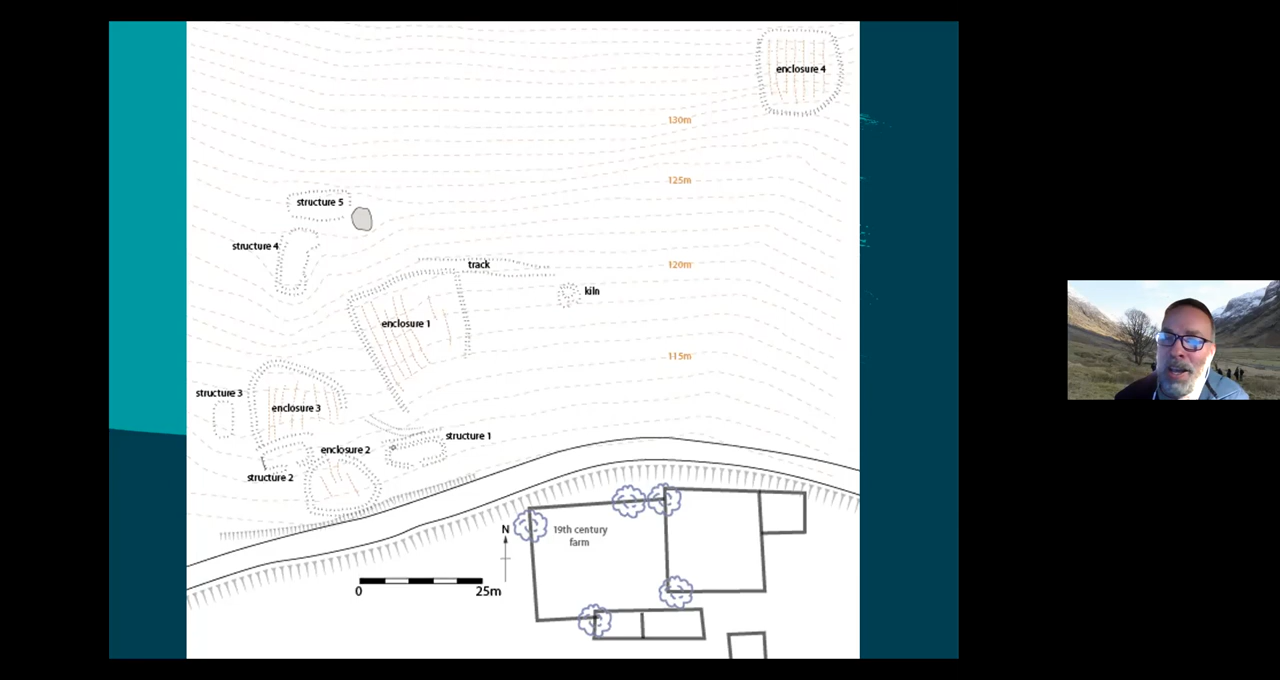 enclosure 4
130m
125m
structure 5
structure 4
track
120m
kiln
enclosure 1
115m
structure 3
enclosure 3
structure 1
enclosure 2
structure 2
N
19th century
farm
0
25m